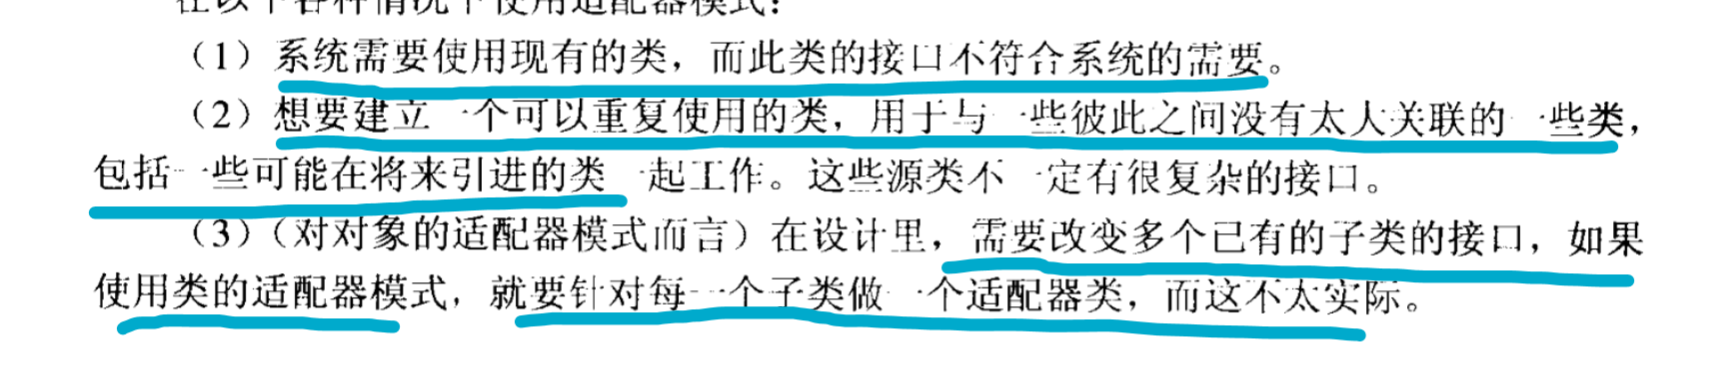 在以下各种情况下使用适配器模式：
（1）系统需要使用现有的类，而此类的接口不符合系统的需要。
（2）想要建立一个可以重复使用的类，用于与一些彼此之间没有太大关联的一些类，
包括一些可能在将来引进的类一起工作。这些源类不一定有很复杂的接口。
（3）（对对象的适配器模式而言）在设计里，需要改变多个已有的子类的接口，如果
使用类的适配器模式，就要针对每一个子类做一个适配器类，而这不太实际。